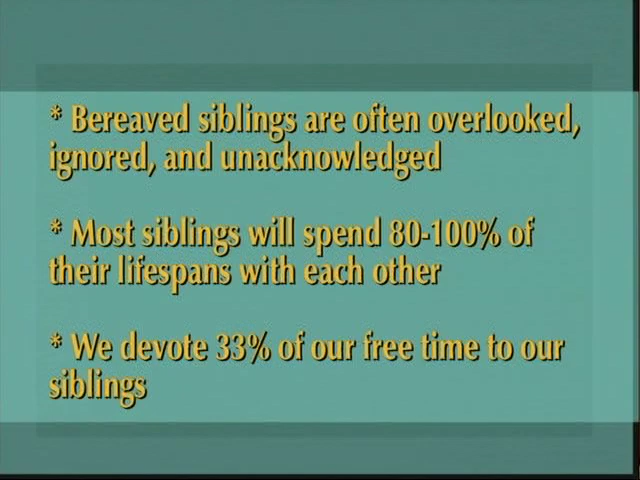 * Bereaved siblings are often overlooked,
ignored, and unacknowledged
* Most siblings will spend 80-100% of
their lifespans with each other
* We devote 33% of our free time to our
siblings